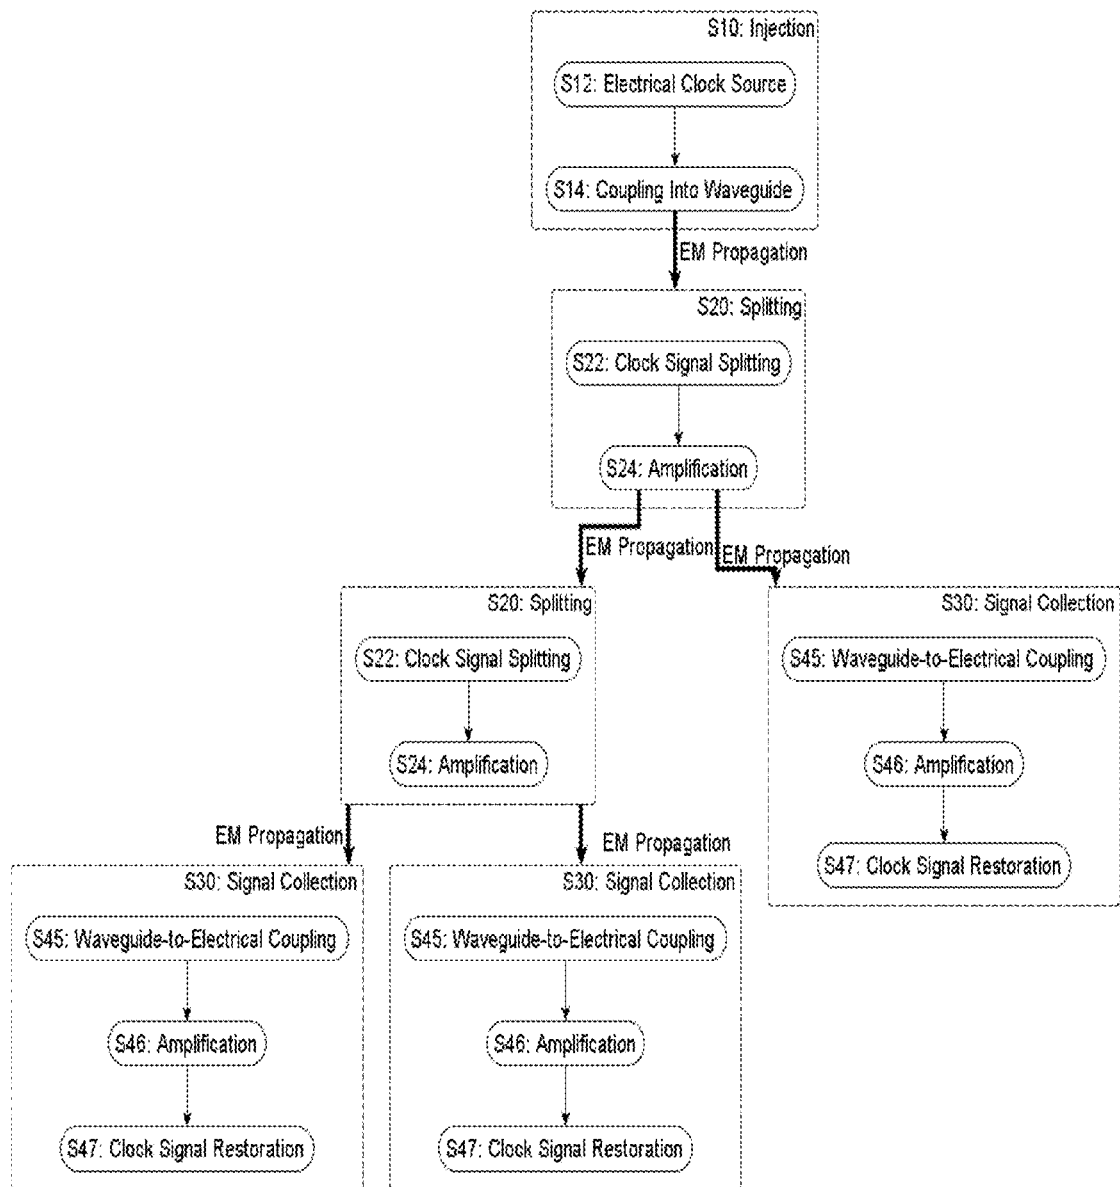 S10: Injection
S12: Electrical Clock Source
S14: Coupling Into Waveguide
EM Propagation
S20: Splitting
S22: Clock Signal Splitting
S24: Amplification
EM Propagation
EM Propagation
S20: Splitting
S22: Clock Signal Splitting
S24: Amplification
S30: Signal Collection
S45: Waveguide-to-Electrical Coupling
S46: Amplification
S47: Clock Signal Restoration
EM Propagation
EM Propagation
S30: Signal Collection
S45: Waveguide-to-Electrical Coupling
S46: Amplification
S47: Clock Signal Restoration
S30: Signal Collection
S45: Waveguide-to-Electrical Coupling
S46: Amplification
S47: Clock Signal Restoration